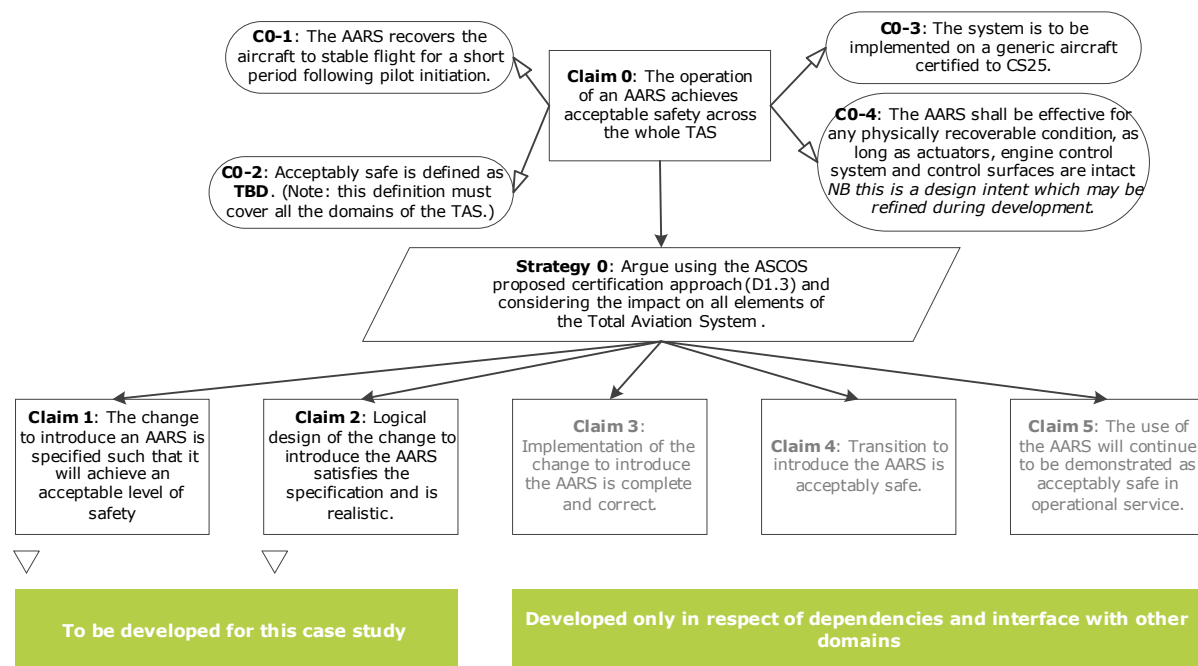 C0-1: The AARS recovers the
aircraft to stable flight for a short
period following pilot initiation.
Claim 0: The operation
of an AARS achieves
acceptable safety across
the whole TAS
C0-3: The system is to be
implemented on a generic aircraft
certified to CS25.
C0-2: Acceptably safe is defined as
TBD. (Note: this definition must
cover all the domains of the TAS.)
C0-4: The AARS shall be effective for
any physically recoverable condition, as
long as actuators, engine control
system and control surfaces are intact
NB this is a design intent which may be
refined during development.
Strategy 0: Argue using the ASCOS
proposed certification approach (D1.3) and
considering the impact on all elements of
the Total Aviation System .
Claim 1: The change
to introduce an AARS is
specified such that it
will achieve an
acceptable level of
safety
Claim 2: Logical
design of the change to
introduce the AARS
satisfies the
specification and is
realistic.
Claim 3:
Implementation of the
change to introduce
the AARS is complete
and correct.
Claim 4: Transition to
introduce the AARS is
acceptably safe.
Claim 5: The use of
the AARS will continue
to be demonstrated as
acceptably safe in
operational service.
To be developed for this case study
Developed only in respect of dependencies and interface with other
domains